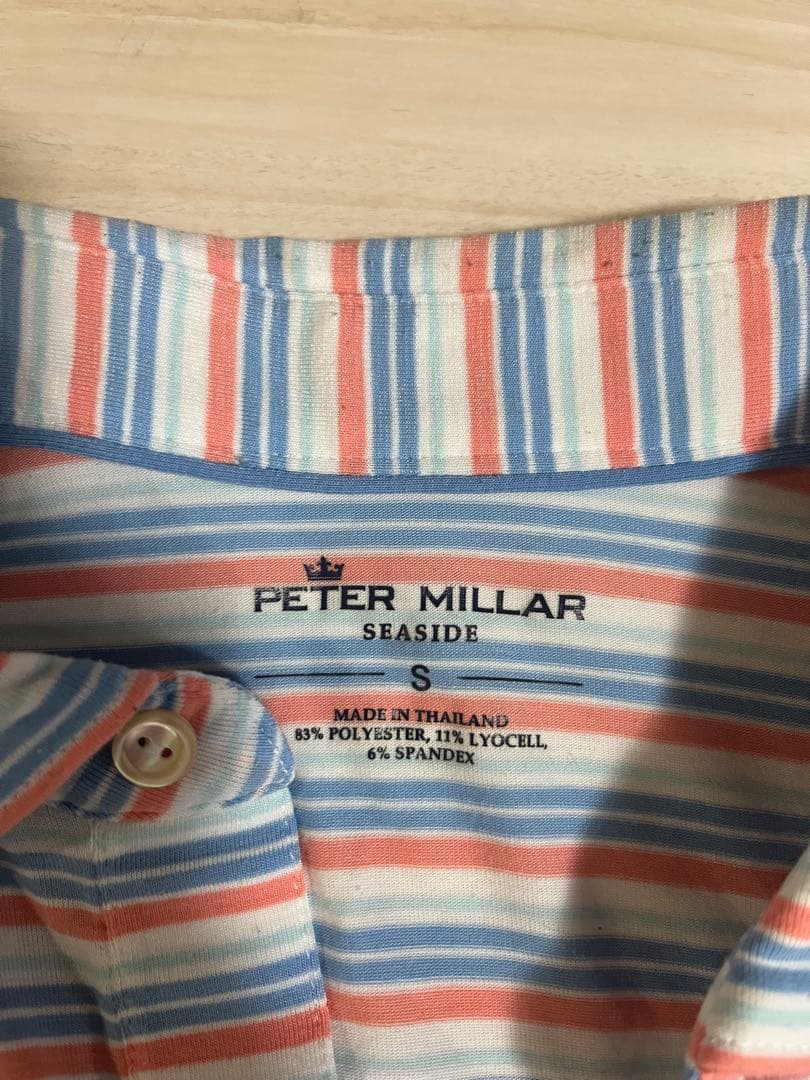 PETER MILLAR
SEASIDE
S
MADE IN THAILAND
83% POLYESTER, 11% LYOCELL,
6% SPANDEX